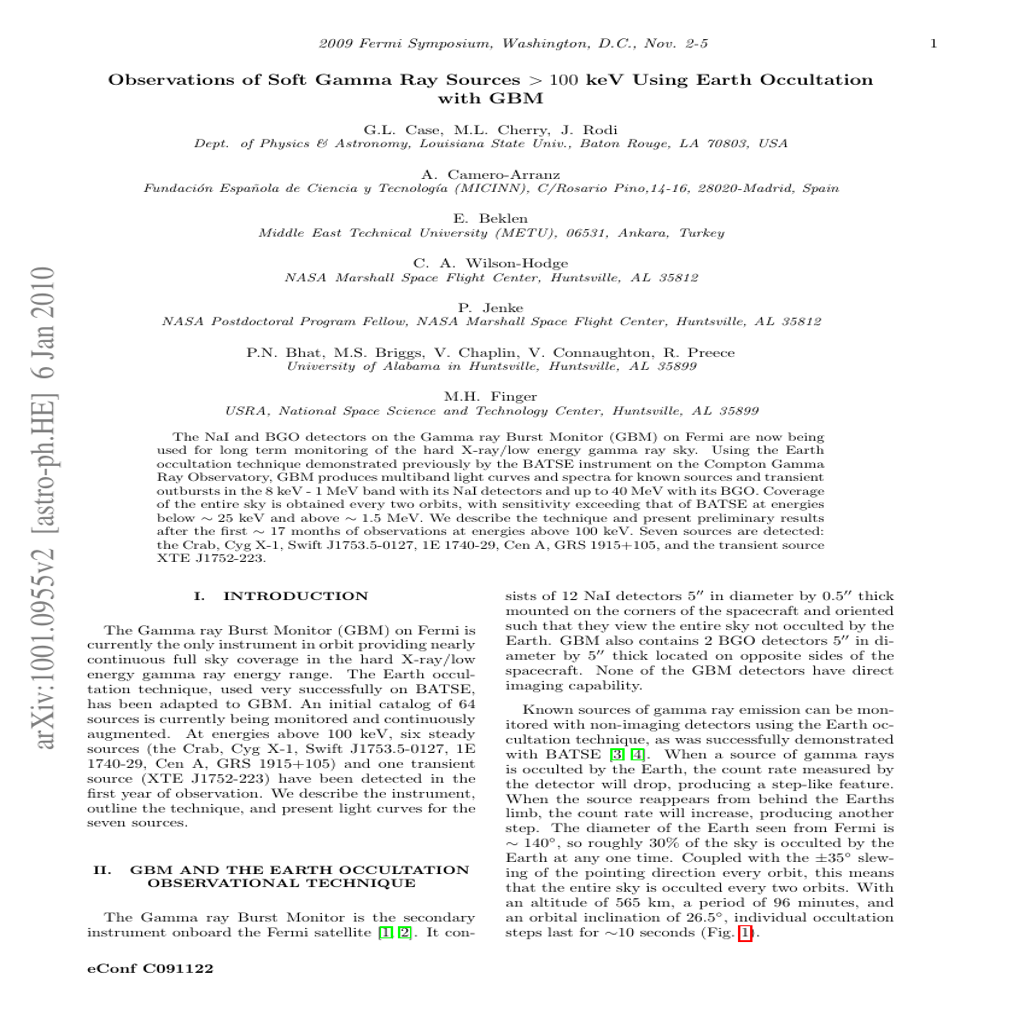 2009 Fermi Symposium, Washington, D.C., Nov. 2-5
1
Observations of Soft Gamma Ray Sources > 100 keV Using Earth Occultation
with GBM
G.L. Case, M.L. Cherry, J. Rodi
Dept. of Physics & Astronomy, Louisiana State Univ., Baton Rouge, LA 70803, USA
A. Camero-Arranz
Fundación Española de Ciencia y Tecnología (MICINN), C/Rosario Pino,14-16, 28020-Madrid, Spain
E. Beklen
Middle East Technical University (METU), 06531, Ankara, Turkey
C. A. Wilson-Hodge
NASA Marshall Space Flight Center, Huntsville, AL 35812
P. Jenke
NASA Postdoctoral Program Fellow, NASA Marshall Space Flight Center, Huntsville, AL 35812
P.N. Bhat, M.S. Briggs, V. Chaplin, V. Connaughton, R. Preece
University of Alabama in Huntsville, Huntsville, AL 35899
M.H. Finger
USRA, National Space Science and Technology Center, Huntsville, AL 35899
The NaI and BGO detectors on the Gamma ray Burst Monitor (GBM) on Fermi are now being
used for long term monitoring of the hard X-ray/low energy gamma ray sky. Using the Earth
occultation technique demonstrated previously by the BATSE instrument on the Compton Gamma
Ray Observatory, GBM produces multiband light curves and spectra for known sources and transient
outbursts in the 8 keV - 1 MeV band with its NaI detectors and up to 40 MeV with its BGO. Coverage
of the entire sky is obtained every two orbits, with sensitivity exceeding that of BATSE at energies
below ∼ 25 keV and above ∼ 1.5 MeV. We describe the technique and present preliminary results
after the first ∼ 17 months of observations at energies above 100 keV. Seven sources are detected:
the Crab, Cyg X-1, Swift J1753.5-0127, 1E 1740-29, Cen A, GRS 1915+105, and the transient source
XTE J1752-223.
I. INTRODUCTION
The Gamma ray Burst Monitor (GBM) on Fermi is
currently the only instrument in orbit providing nearly
continuous full sky coverage in the hard X-ray/low
energy gamma ray energy range. The Earth occul-
tation technique, used very successfully on BATSE,
has been adapted to GBM. An initial catalog of 64
sources is currently being monitored and continuously
augmented. At energies above 100 keV, six steady
sources (the Crab, Cyg X-1, Swift J1753.5-0127, 1E
1740-29, Cen A, GRS 1915+105) and one transient
source (XTE J1752-223) have been detected in the
first year of observation. We describe the instrument,
outline the technique, and present light curves for the
seven sources.
II. GBM AND THE EARTH OCCULTATION
OBSERVATIONAL TECHNIQUE
The Gamma ray Burst Monitor is the secondary
instrument onboard the Fermi satellite [1, 2]. It con-
sists of 12 NaI detectors 5″ in diameter by 0.5″ thick
mounted on the corners of the spacecraft and oriented
such that they view the entire sky not occulted by the
Earth. GBM also contains 2 BGO detectors 5″ in di-
ameter by 5″ thick located on opposite sides of the
spacecraft. None of the GBM detectors have direct
imaging capability.
Known sources of gamma ray emission can be mon-
itored with non-imaging detectors using the Earth oc-
cultation technique, as was successfully demonstrated
with BATSE [3, 4]. When a source of gamma rays
is occulted by the Earth, the count rate measured by
the detector will drop, producing a step-like feature.
When the source reappears from behind the Earths
limb, the count rate will increase, producing another
step. The diameter of the Earth seen from Fermi is
∼ 140°, so roughly 30% of the sky is occulted by the
Earth at any one time. Coupled with the ±35° slew-
ing of the pointing direction every orbit, this means
that the entire sky is occulted every two orbits. With
an altitude of 565 km, a period of 96 minutes, and
an orbital inclination of 26.5°, individual occultation
steps last for ∼10 seconds (Fig. 1).
eConf C091122
arXiv:1001.0955v2 [astro-ph.HE] 6 Jan 2010